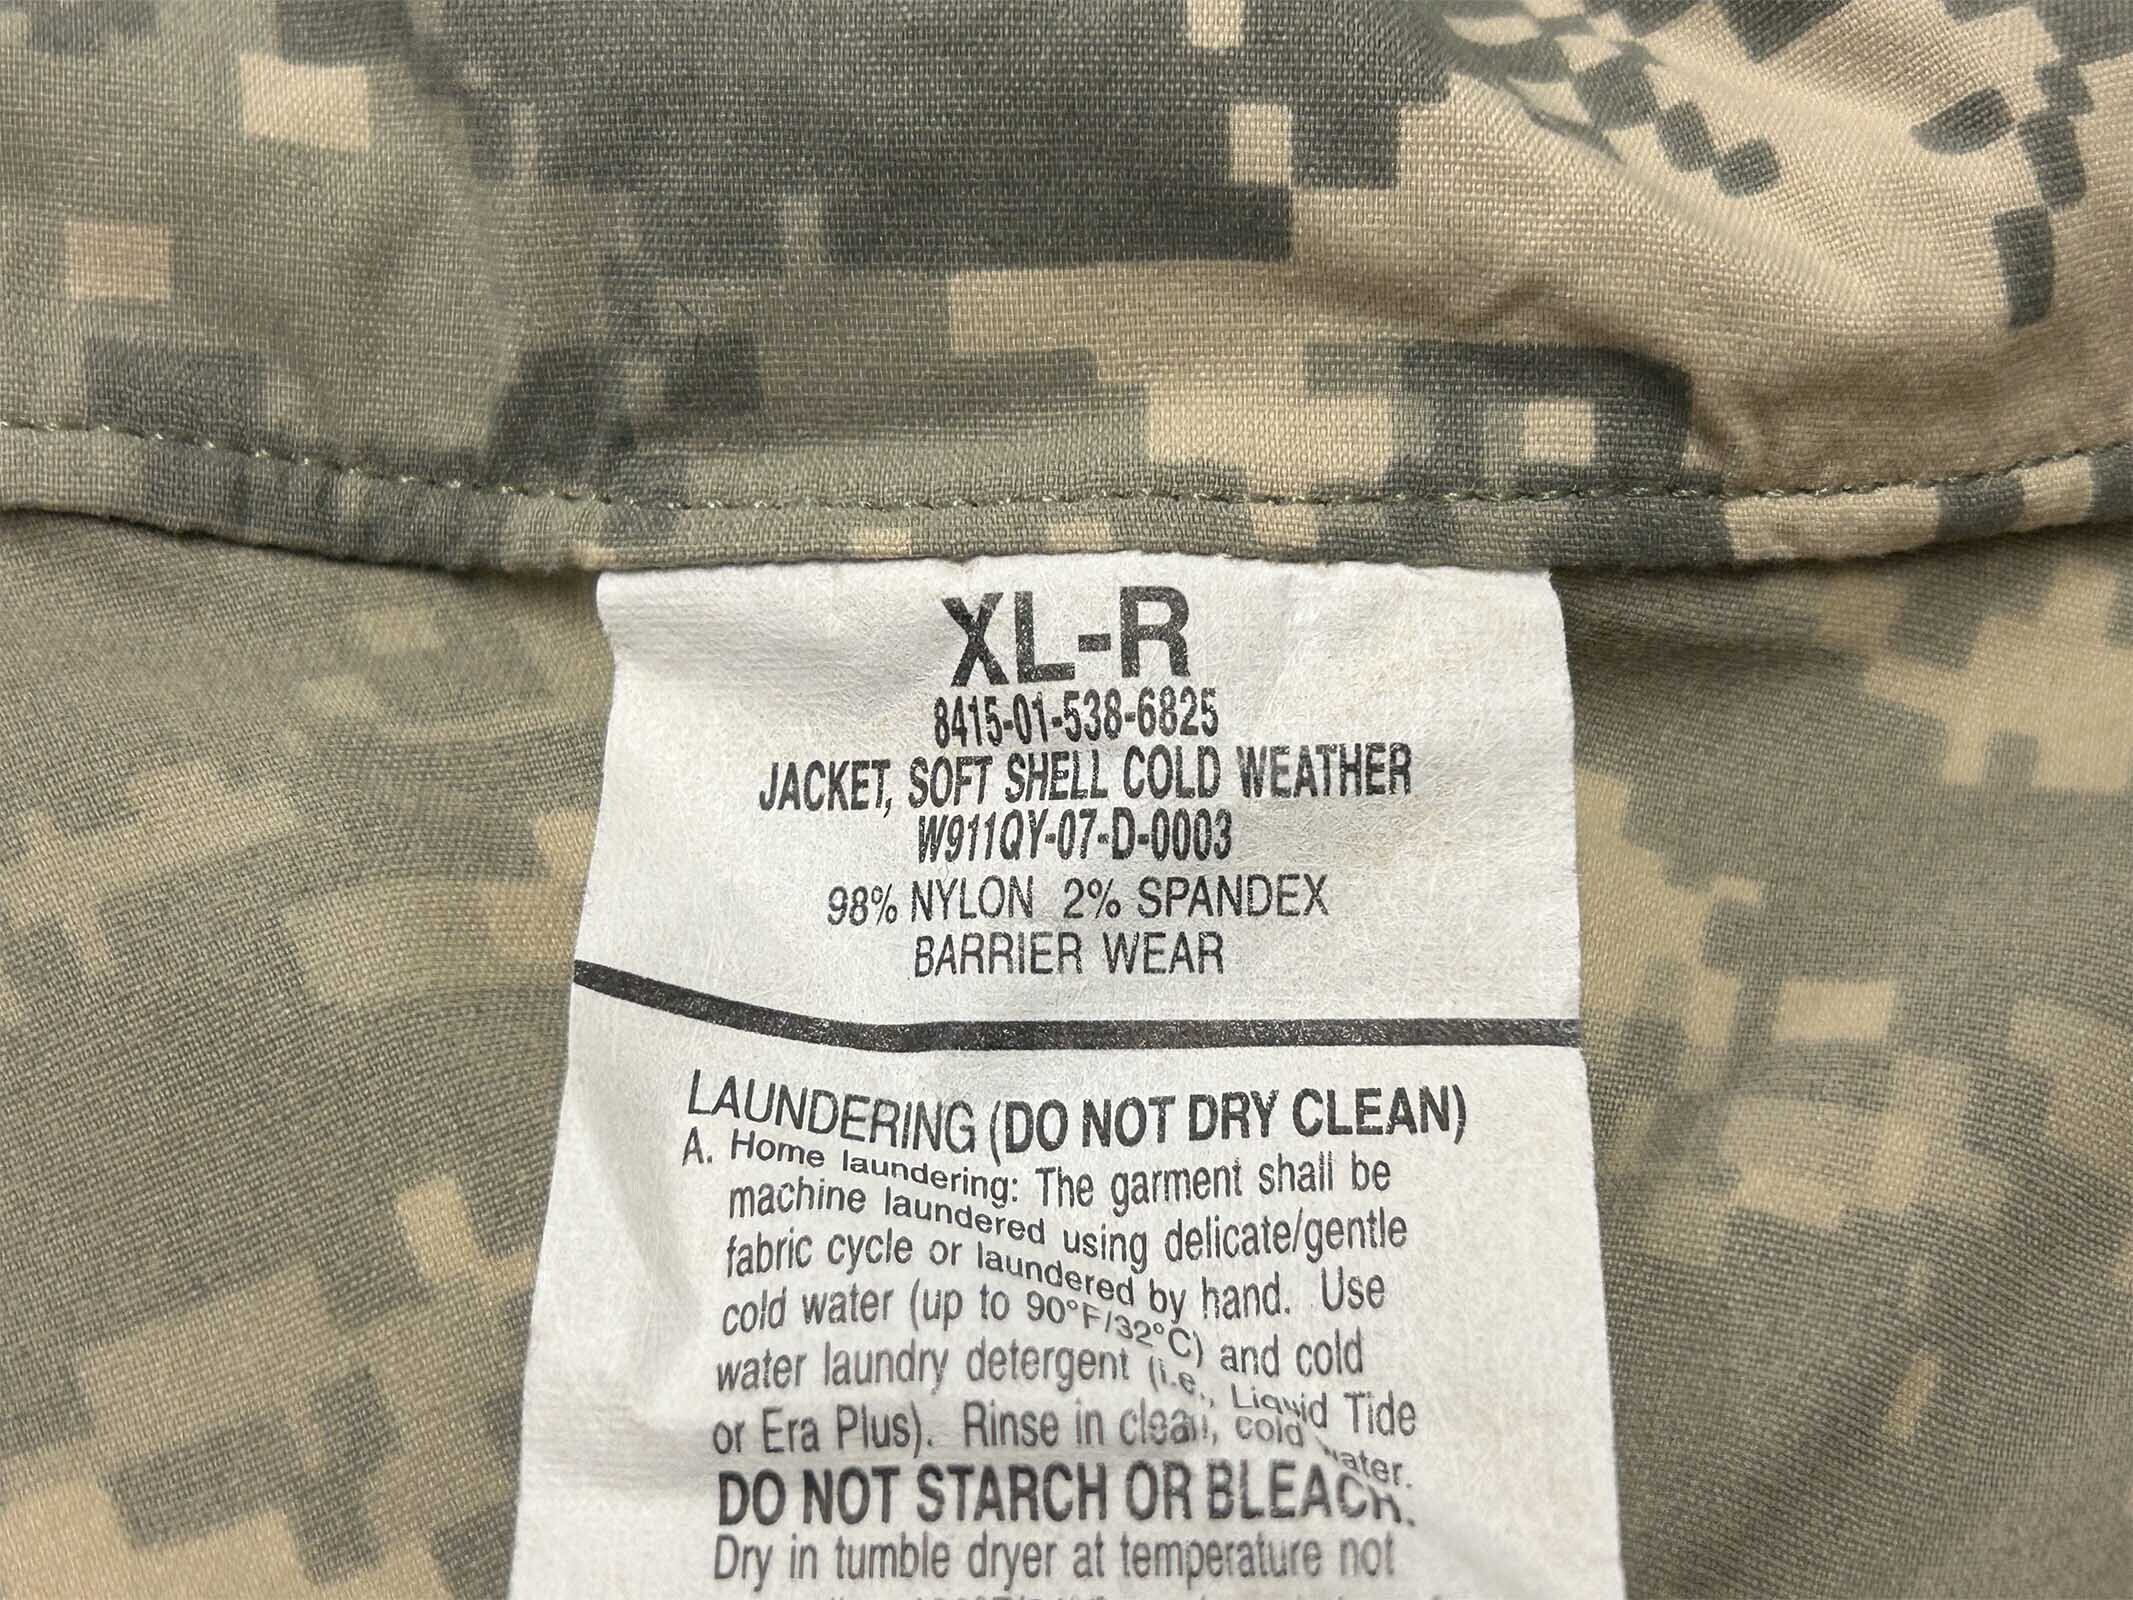 XL-R
8415-01-538-6825
JACKET, SOFT SHELL COLD WEATHER
W911QY-07-D-0003
98% NYLON 2% SPANDEX
BARRIER WEAR
LAUNDERING (DO NOT DRY CLEAN)
A. Home laundering: The garment shall be
machine laundered using delicate/gentle
fabric cycle or laundered by hand. Use
cold water (up to 90°F/32°C) and cold
water laundry detergent (i.e., Liquid Tide
or Era Plus). Rinse in clean, cold water.
DO NOT STARCH OR BLEACH.
Dry in tumble dryer at temperature not